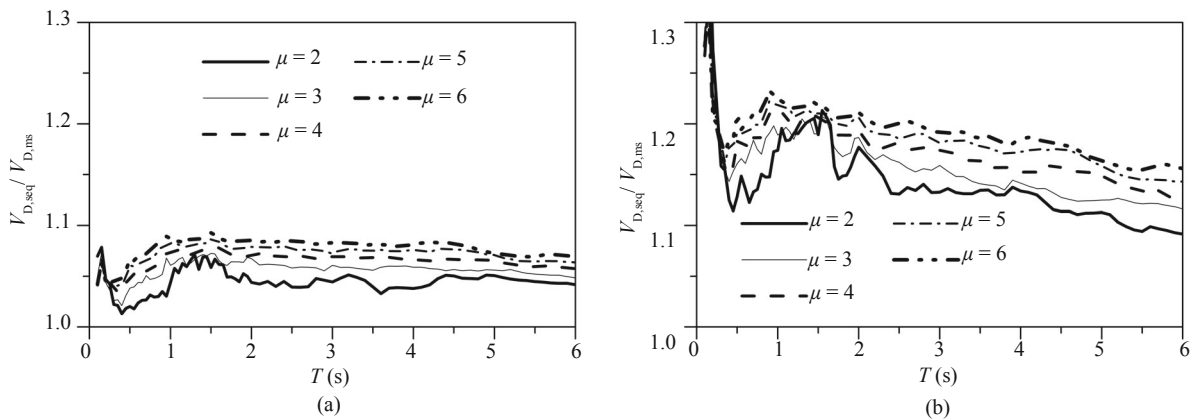 1.3
1.2
1.1
1.0
V_D,seq / V_D,ms
μ = 2
μ = 3
μ = 4
μ = 5
μ = 6
0 1 2 3 4 5 6
T (s)
(a)
1.3
1.2
1.1
1.0
V_D,seq / V_D,ms
μ = 2
μ = 3
μ = 4
μ = 5
μ = 6
0 1 2 3 4 5 6
T (s)
(b)